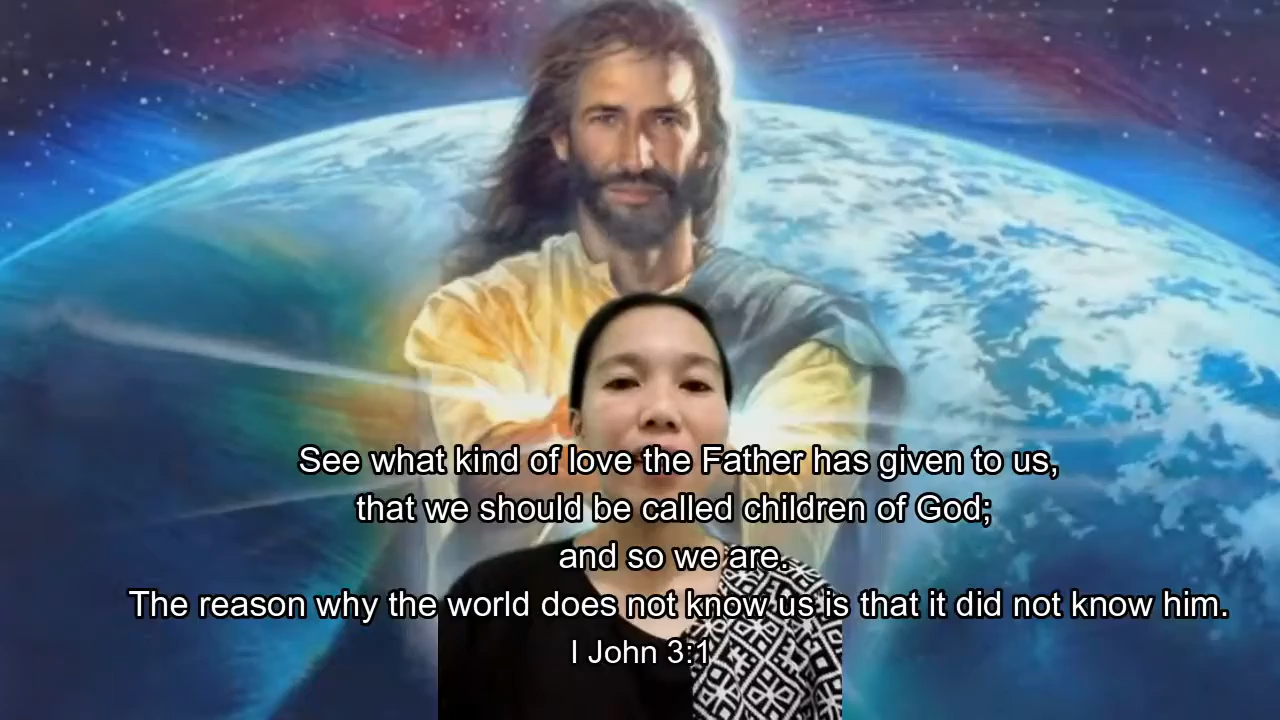 See what kind of love the Father has given to us,
that we should be called children of God;
and so we are.
The reason why the world does not know us is that it did not know him.
I John 3:1